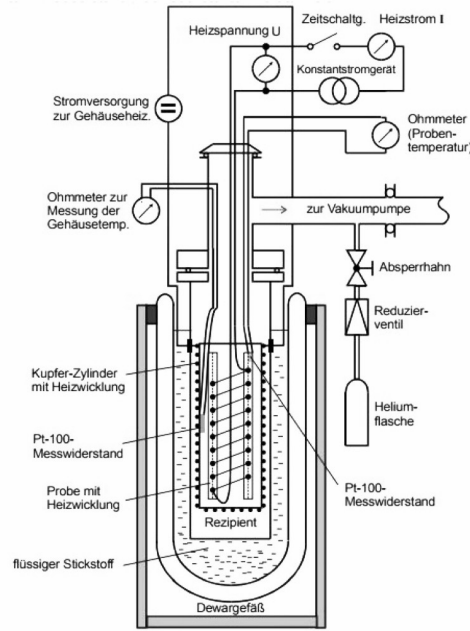 Heizspannung U
Zeitschaltg.
Heizstrom I
Konstantstromgerät
Stromversorgung
zur Gehäuseheiz.
Ohmmeter
(Proben-
temperatur)
Ohmmeter zur
Messung der
Gehäusetemp.
zur Vakuumpumpe
Absperrhahn
Reduzier-
ventil
Kupfer-Zylinder
mit Heizwicklung
Helium-
flasche
Pt-100-
Messwiderstand
Pt-100-
Messwiderstand
Probe mit
Heizwicklung
Rezipient
flüssiger Stickstoff
Dewargefäß